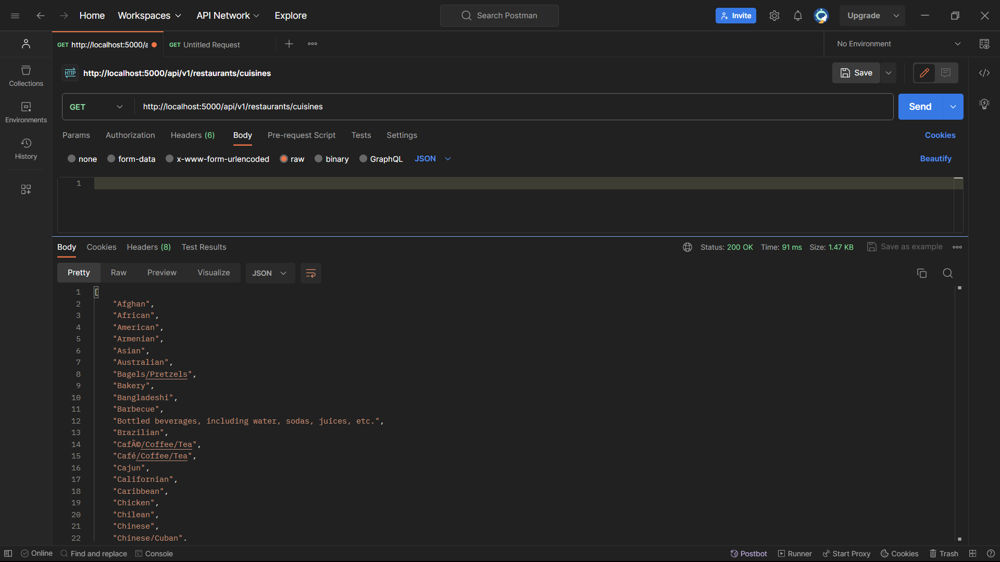 Home Workspaces API Network Explore Search Postman Invite Upgrade
GET http://localhost:5000/a GET Untitled Request No Environment
HTTP http://localhost:5000/api/v1/restaurants/cuisines Save
Collections
GET http://localhost:5000/api/v1/restaurants/cuisines Send
Environments
Params Authorization Headers (6) Body Pre-request Script Tests Settings Cookies
History
none form-data x-www-form-urlencoded raw binary GraphQL JSON Beautify
1
Body Cookies Headers (8) Test Results Status: 200 OK Time: 91 ms Size: 1.47 KB Save as example
Pretty Raw Preview Visualize JSON
1 [
2 "Afghan",
3 "African",
4 "American",
5 "Armenian",
6 "Asian",
7 "Australian",
8 "Bagels/Pretzels",
9 "Bakery",
10 "Bangladeshi",
11 "Barbecue",
12 "Bottled beverages, including water, sodas, juices, etc.",
13 "Brazilian",
14 "CafÃ©/Coffee/Tea",
15 "Café/Coffee/Tea",
16 "Cajun",
17 "Californian",
18 "Caribbean",
19 "Chicken",
20 "Chilean",
21 "Chinese",
22 "Chinese/Cuban",
Online Find and replace Console Postbot Runner Start Proxy Cookies Trash